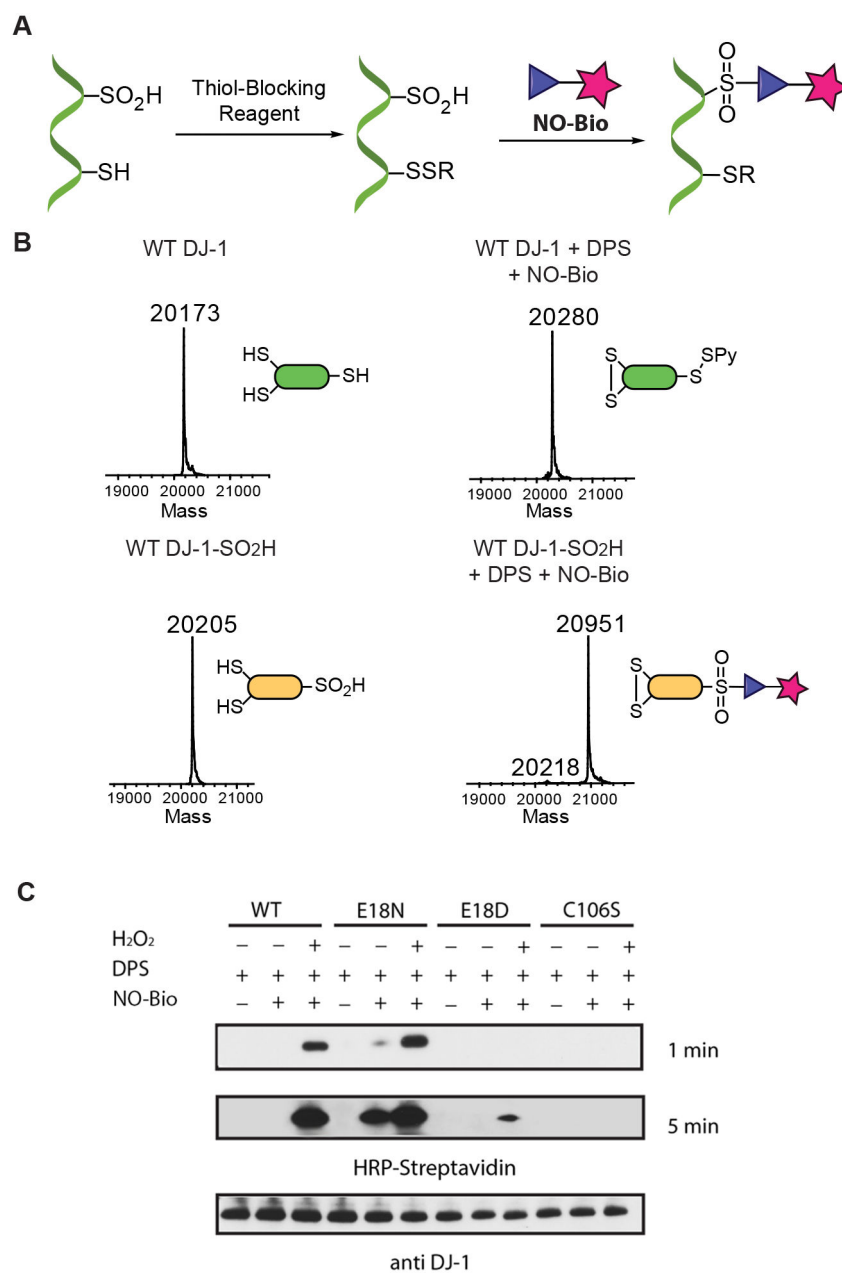 A
SO₂H
SH
Thiol-Blocking
Reagent
SO₂H
SSR
NO-Bio
O
S
O
SR
B
WT DJ-1
20173
HS
HS
SH
19000 20000 21000
Mass
WT DJ-1 + DPS
+ NO-Bio
20280
S
S
S
SPy
19000 20000 21000
Mass
WT DJ-1-SO2H
20205
HS
HS
SO₂H
19000 20000 21000
Mass
WT DJ-1-SO2H
+ DPS + NO-Bio
20951
20218
S
S
O
S
O
19000 20000 21000
Mass
C
WT E18N E18D C106S
H₂O₂ – – + – – + – – + – – +
DPS + + + + + + + + + + + +
NO-Bio – + + – + + – + + – + +
1 min
5 min
HRP-Streptavidin
anti DJ-1